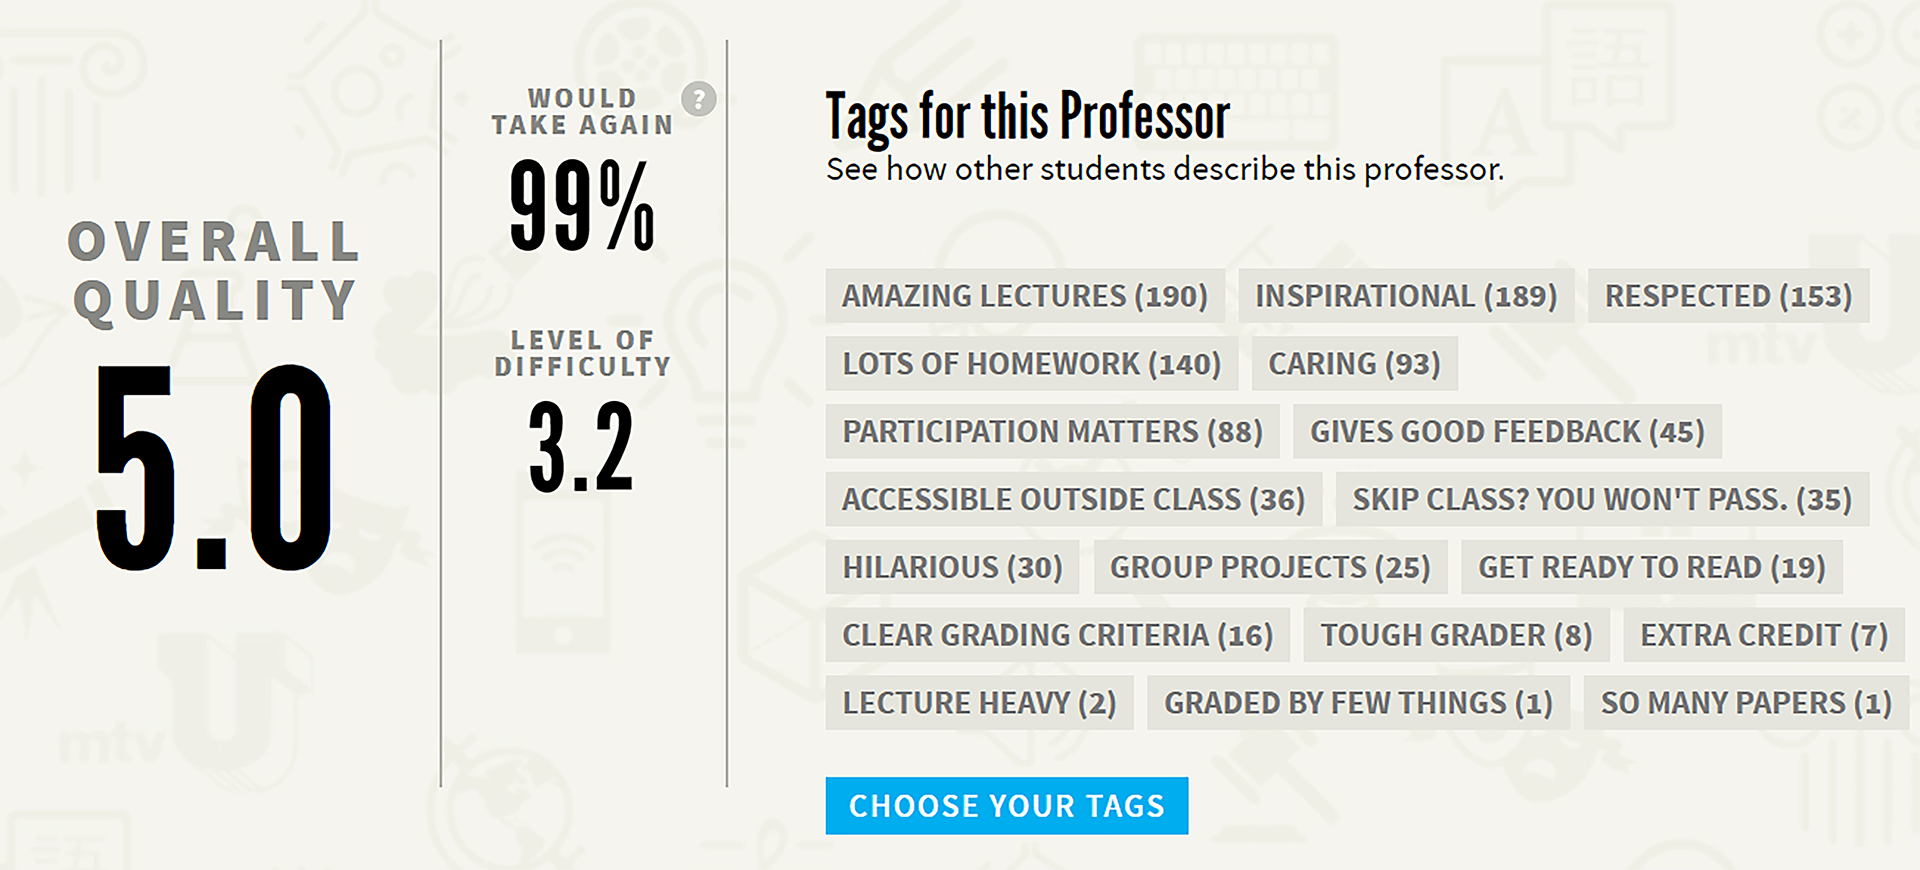 OVERALL
QUALITY
5.0
WOULD
TAKE AGAIN
?
99%
LEVEL OF
DIFFICULTY
3.2
Tags for this Professor
See how other students describe this professor.
AMAZING LECTURES (190) INSPIRATIONAL (189) RESPECTED (153)
LOTS OF HOMEWORK (140) CARING (93)
PARTICIPATION MATTERS (88) GIVES GOOD FEEDBACK (45)
ACCESSIBLE OUTSIDE CLASS (36) SKIP CLASS? YOU WON'T PASS. (35)
HILARIOUS (30) GROUP PROJECTS (25) GET READY TO READ (19)
CLEAR GRADING CRITERIA (16) TOUGH GRADER (8) EXTRA CREDIT (7)
LECTURE HEAVY (2) GRADED BY FEW THINGS (1) SO MANY PAPERS (1)
CHOOSE YOUR TAGS
mtv U
mtv U
A 語
語